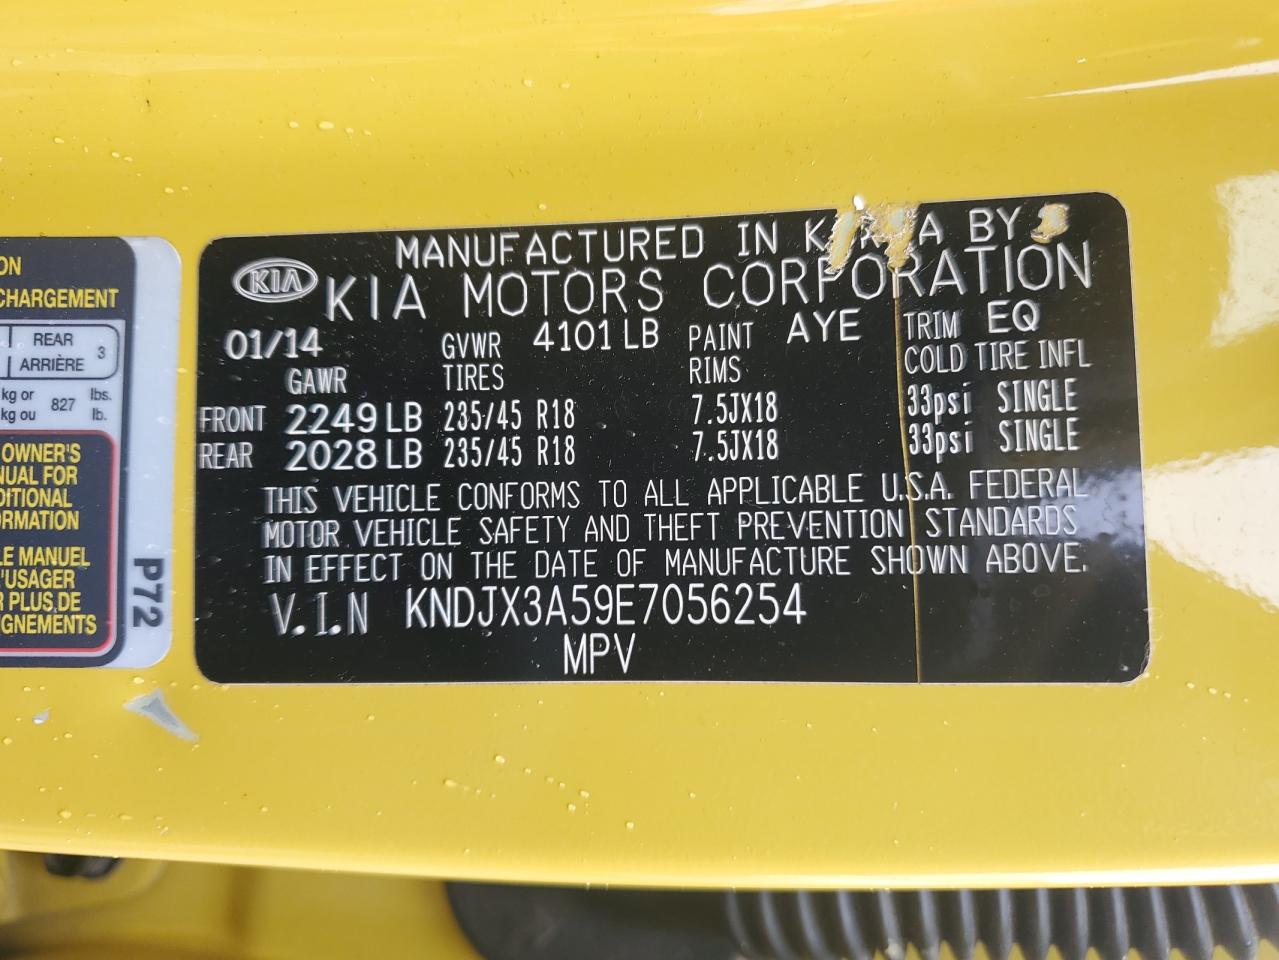 ON
CHARGEMENT
REAR
ARRIÈRE 3
kg or lbs.
kg ou 827 lb.
OWNER'S
NUAL FOR
DITIONAL
ORMATION
LE MANUEL
'USAGER
R PLUS,DE
GNEMENTS
P72
MANUFACTURED IN KOREA BY
KIA KIA MOTORS CORPORATION
01/14 GVWR 4101 LB PAINT AYE TRIM EQ
GAWR TIRES RIMS COLD TIRE INFL
FRONT 2249 LB 235/45 R18 7.5JX18 33psi SINGLE
REAR 2028 LB 235/45 R18 7.5JX18 33psi SINGLE
THIS VEHICLE CONFORMS TO ALL APPLICABLE U.S.A. FEDERAL
MOTOR VEHICLE SAFETY AND THEFT PREVENTION STANDARDS
IN EFFECT ON THE DATE OF MANUFACTURE SHOWN ABOVE.
V.I.N KNDJX3A59E7056254
MPV